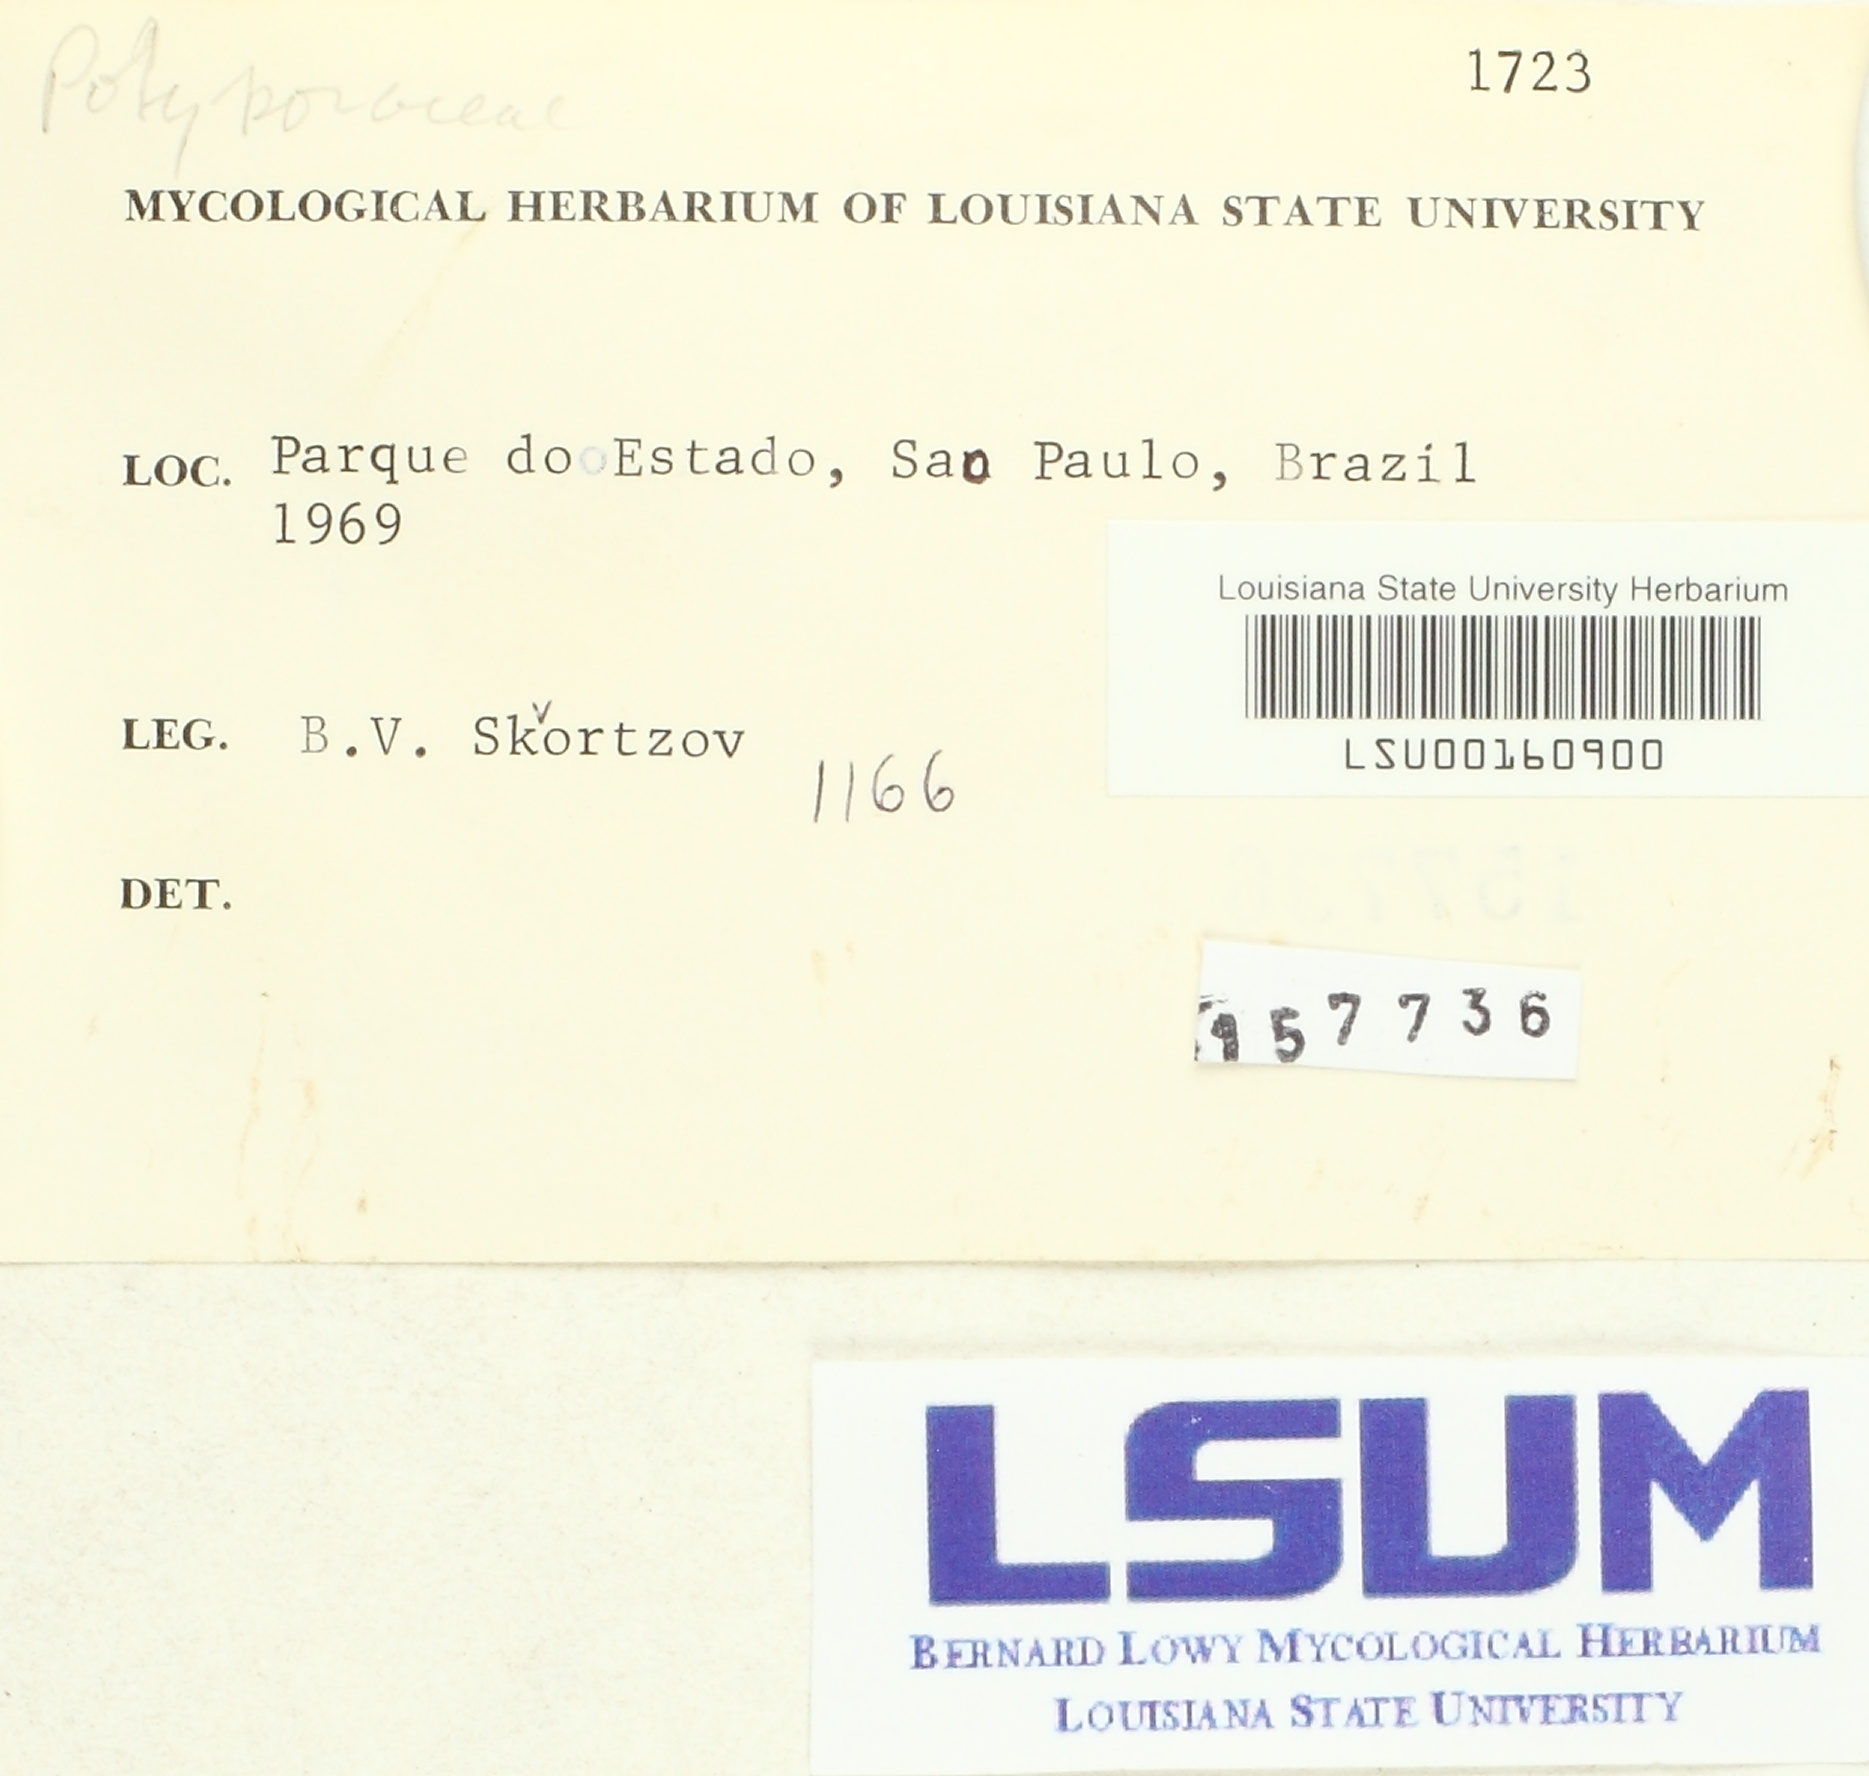 Polyporaceae
1723
MYCOLOGICAL HERBARIUM OF LOUISIANA STATE UNIVERSITY
LOC. Parque do Estado, Sao Paulo, Brazil
1969
Louisiana State University Herbarium
LSU00160900
LEG. B.V. Skvortzov
1166
DET.
157736
LSUM
BERNARD LOWY MYCOLOGICAL HERBARIUM
LOUISIANA STATE UNIVERSITY